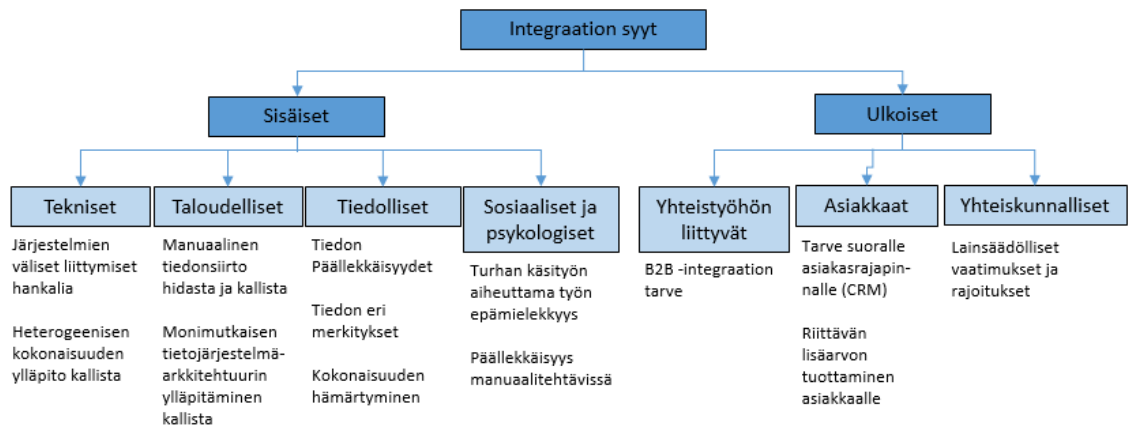 Integraation syyt
Sisäiset
Ulkoiset
Tekniset
Järjestelmien
väliset liittymiset
hankalia
Heterogeenisen
kokonaisuuden
ylläpito kallista
Taloudelliset
Manuaalinen
tiedonsiirto
hidasta ja kallista
Monimutkaisen
tietojärjestelmä-
arkkitehtuurin
ylläpitäminen
kallista
Tiedolliset
Tiedon
Päällekkäisyydet
Tiedon eri
merkitykset
Kokonaisuuden
hämärtyminen
Sosiaaliset ja
psykologiset
Turhan käsityön
aiheuttama työn
epämielekkyys
Päällekkäisyys
manuaalitehtävissä
Yhteistyöhön
liittyvät
B2B -integraation
tarve
Asiakkaat
Tarve suoralle
asiakasrajapin-
nalle (CRM)
Riittävän
lisäarvon
tuottaminen
asiakkaalle
Yhteiskunnalliset
Lainsäädölliset
vaatimukset ja
rajoitukset